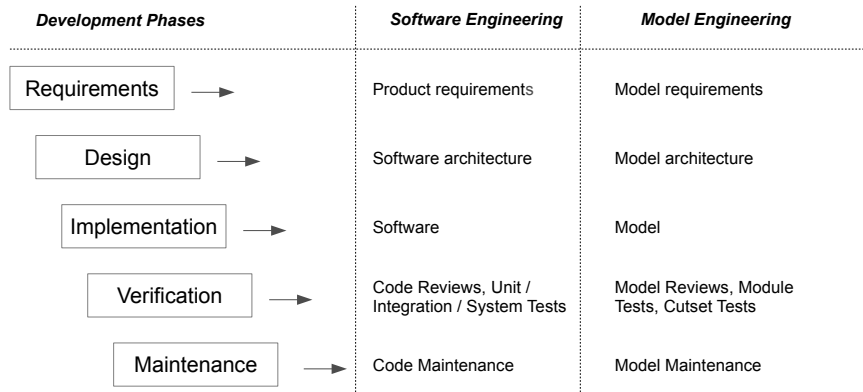 Development Phases Software Engineering Model Engineering
Requirements Product requirements Model requirements
Design Software architecture Model architecture
Implementation Software Model
Verification Code Reviews, Unit / Model Reviews, Module
Integration / System Tests Tests, Cutset Tests
Maintenance Code Maintenance Model Maintenance